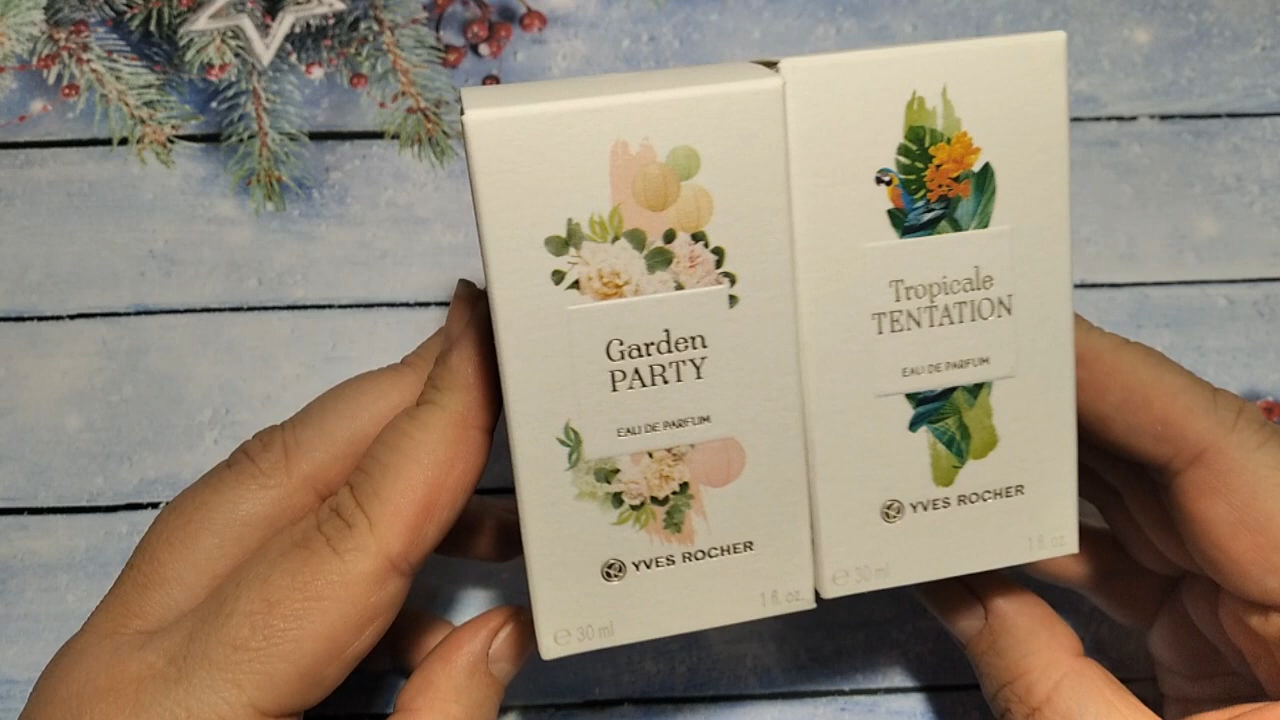 Garden
PARTY
EAU DE PARFUM
YVES ROCHER
℮ 30 ml
1 fl. oz.
Tropicale
TENTATION
EAU DE PARFUM
YVES ROCHER
℮ 30 ml
1 fl. oz.